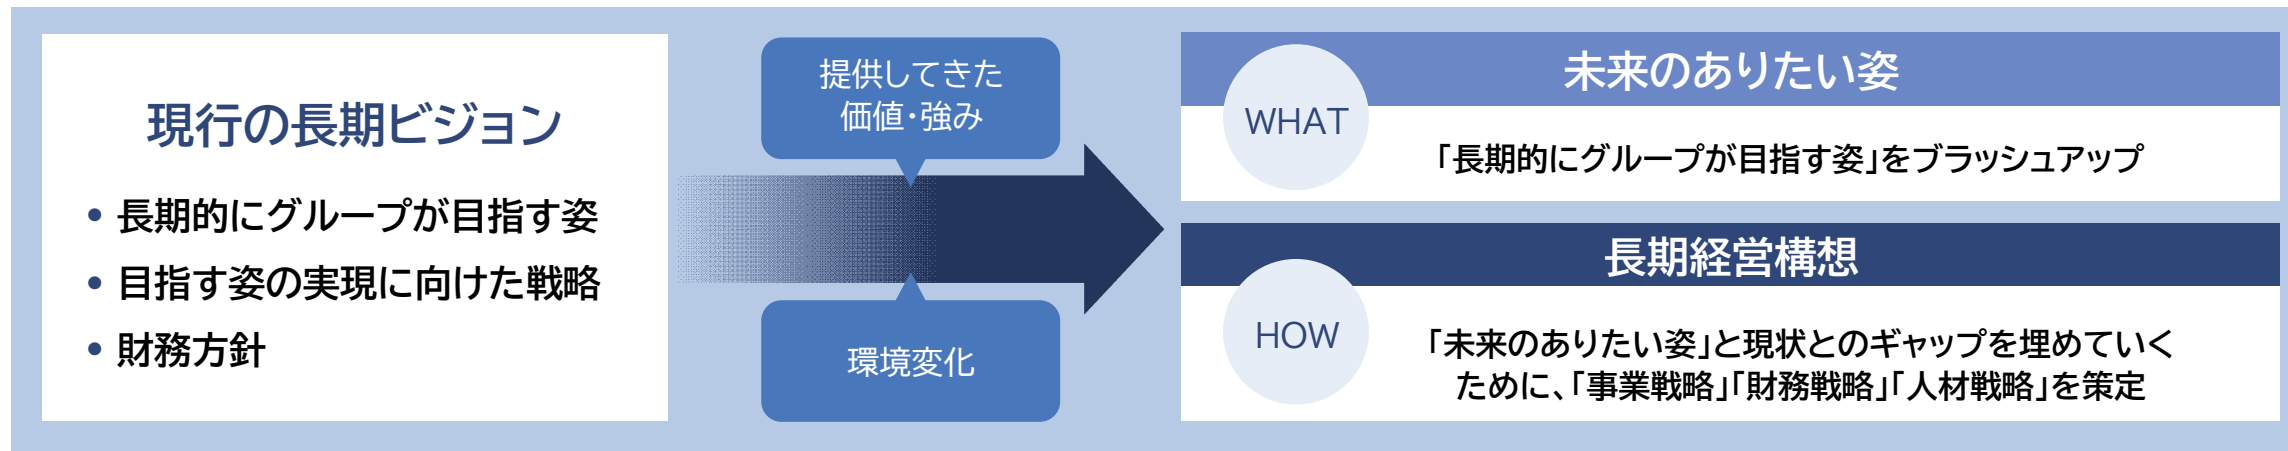 現行の長期ビジョン
• 長期的にグループが目指す姿
• 目指す姿の実現に向けた戦略
• 財務方針
提供してきた
価値・強み
環境変化
未来のありたい姿
WHAT
「長期的にグループが目指す姿」をブラッシュアップ
長期経営構想
HOW
「未来のありたい姿」と現状とのギャップを埋めていく
ために、「事業戦略」「財務戦略」「人材戦略」を策定